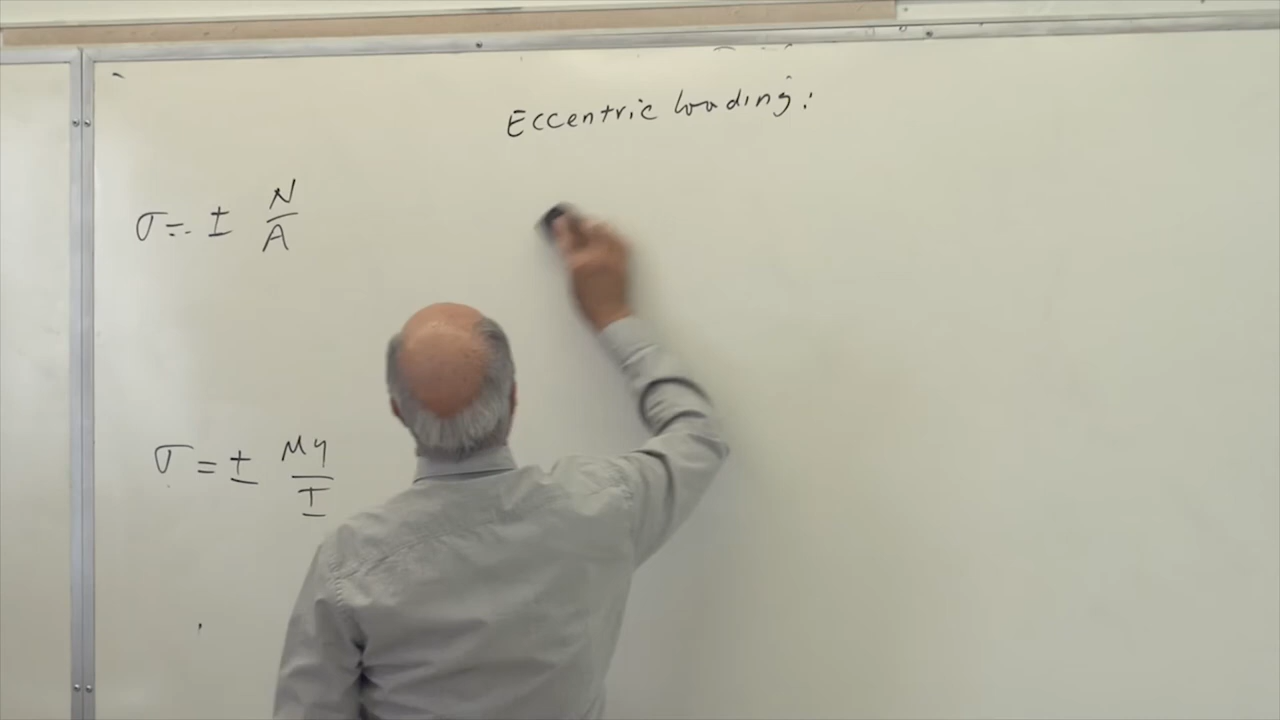 Eccentric loading:
σ = ± N/A
σ = ± My/I